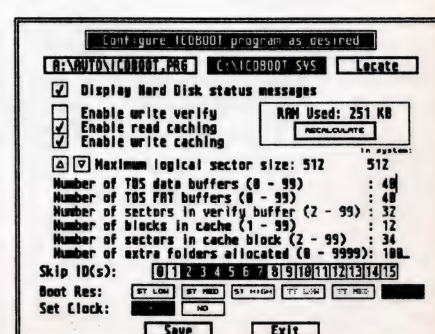 Configure ICDBOOT program as desired
A:\AUTO\ICDBOOT.PRG C:\ICDBOOT.SYS Locate
Display Hard Disk status messages
Enable write verify
Enable read caching
Enable write caching
RAM Used: 251 KB
RECALCULATE
in system:
Maximum logical sector size: 512 512
Number of TOS data buffers (0 - 99) : 40
Number of TOS FAT buffers (0 - 99) : 40
Number of sectors in verify buffer (2 - 99) : 32
Number of blocks in cache (1 - 99) : 12
Number of sectors in cache block (2 - 99) : 34
Number of extra folders allocated (0 - 9999): 100_
Skip ID(s): 0 1 2 3 4 5 6 7 8 9 10 11 12 13 14 15
Boot Res: ST LOW ST MED ST HIGH TT LOW TT MED
Set Clock: NO
Save Exit